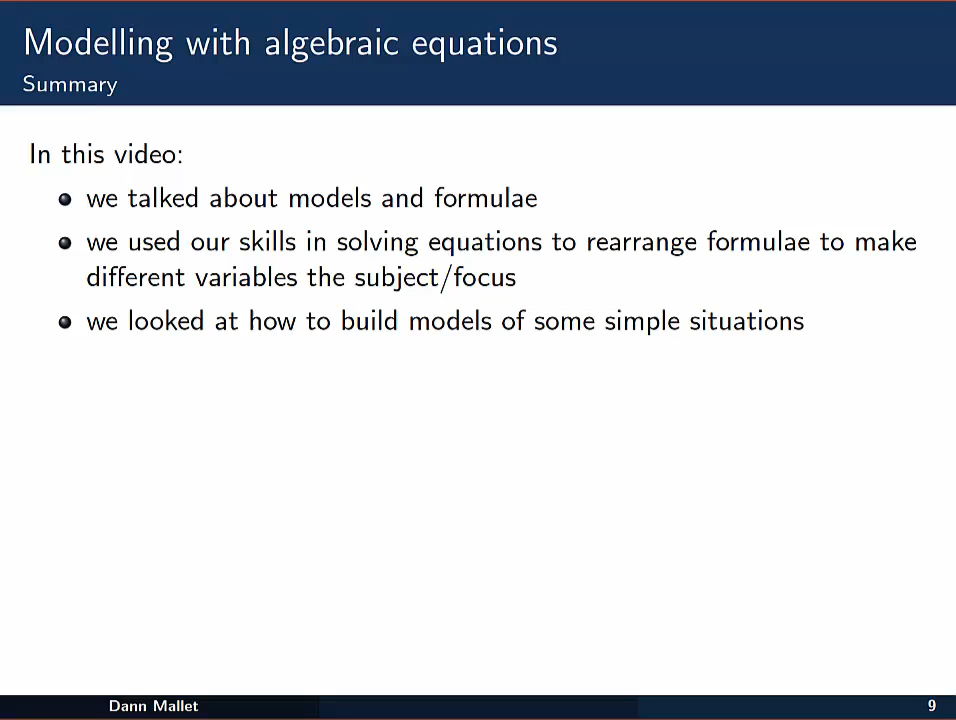 Modelling with algebraic equations
Summary
In this video:
we talked about models and formulae
we used our skills in solving equations to rearrange formulae to make
different variables the subject/focus
we looked at how to build models of some simple situations
Dann Mallet
9